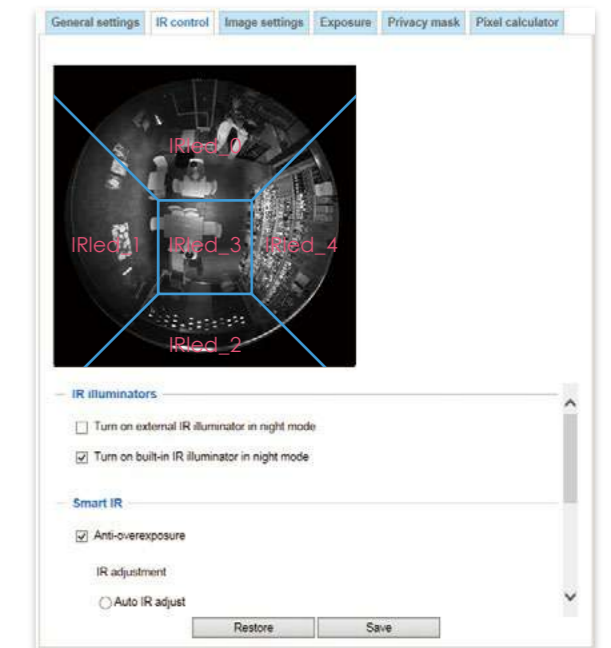 General settings IR control Image settings Exposure Privacy mask Pixel calculator
IRled_0
IRled_1 IRled_3 IRled_4
IRled_2
IR illuminators
Turn on external IR illuminator in night mode
Turn on built-in IR illuminator in night mode
Smart IR
Anti-overexposure
IR adjustment
Auto IR adjust
Restore Save